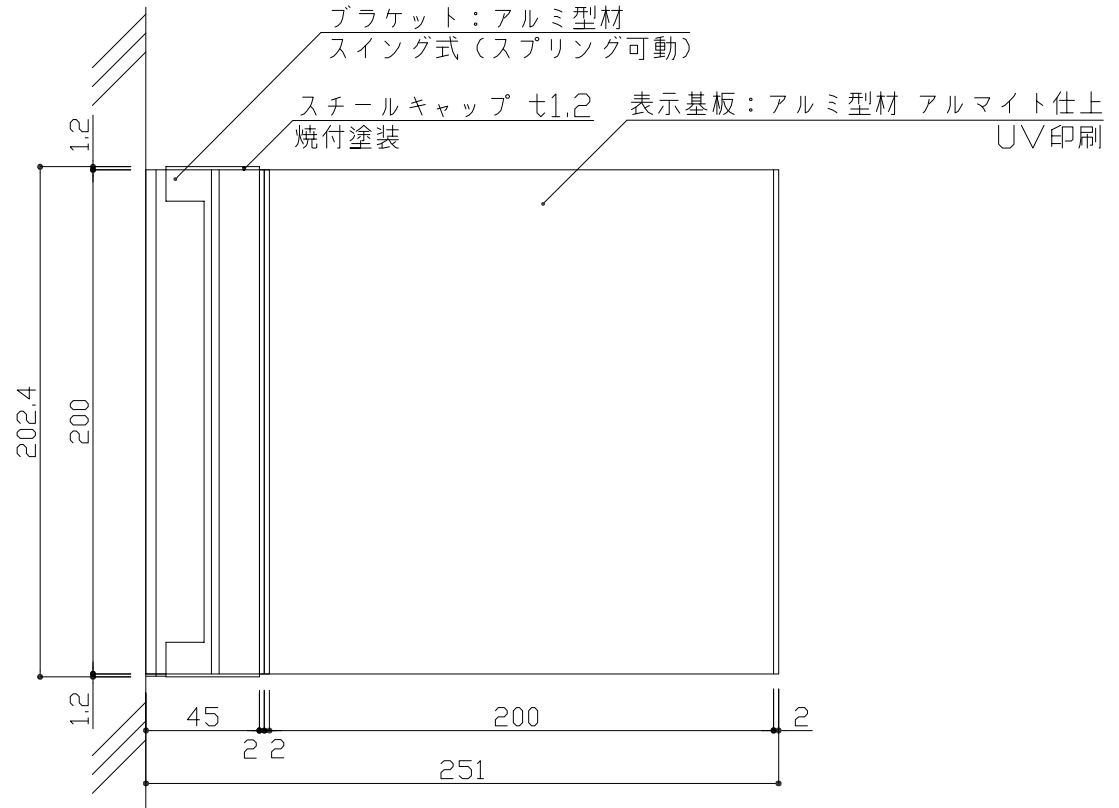 ブラケット：アルミ型材
スイング式（スプリング可動）
スチールキャップ t1.2
焼付塗装
表示基板：アルミ型材 アルマイト仕上
UV印刷
1.2
202.4
200
1.2
45
200
2
2
2
251